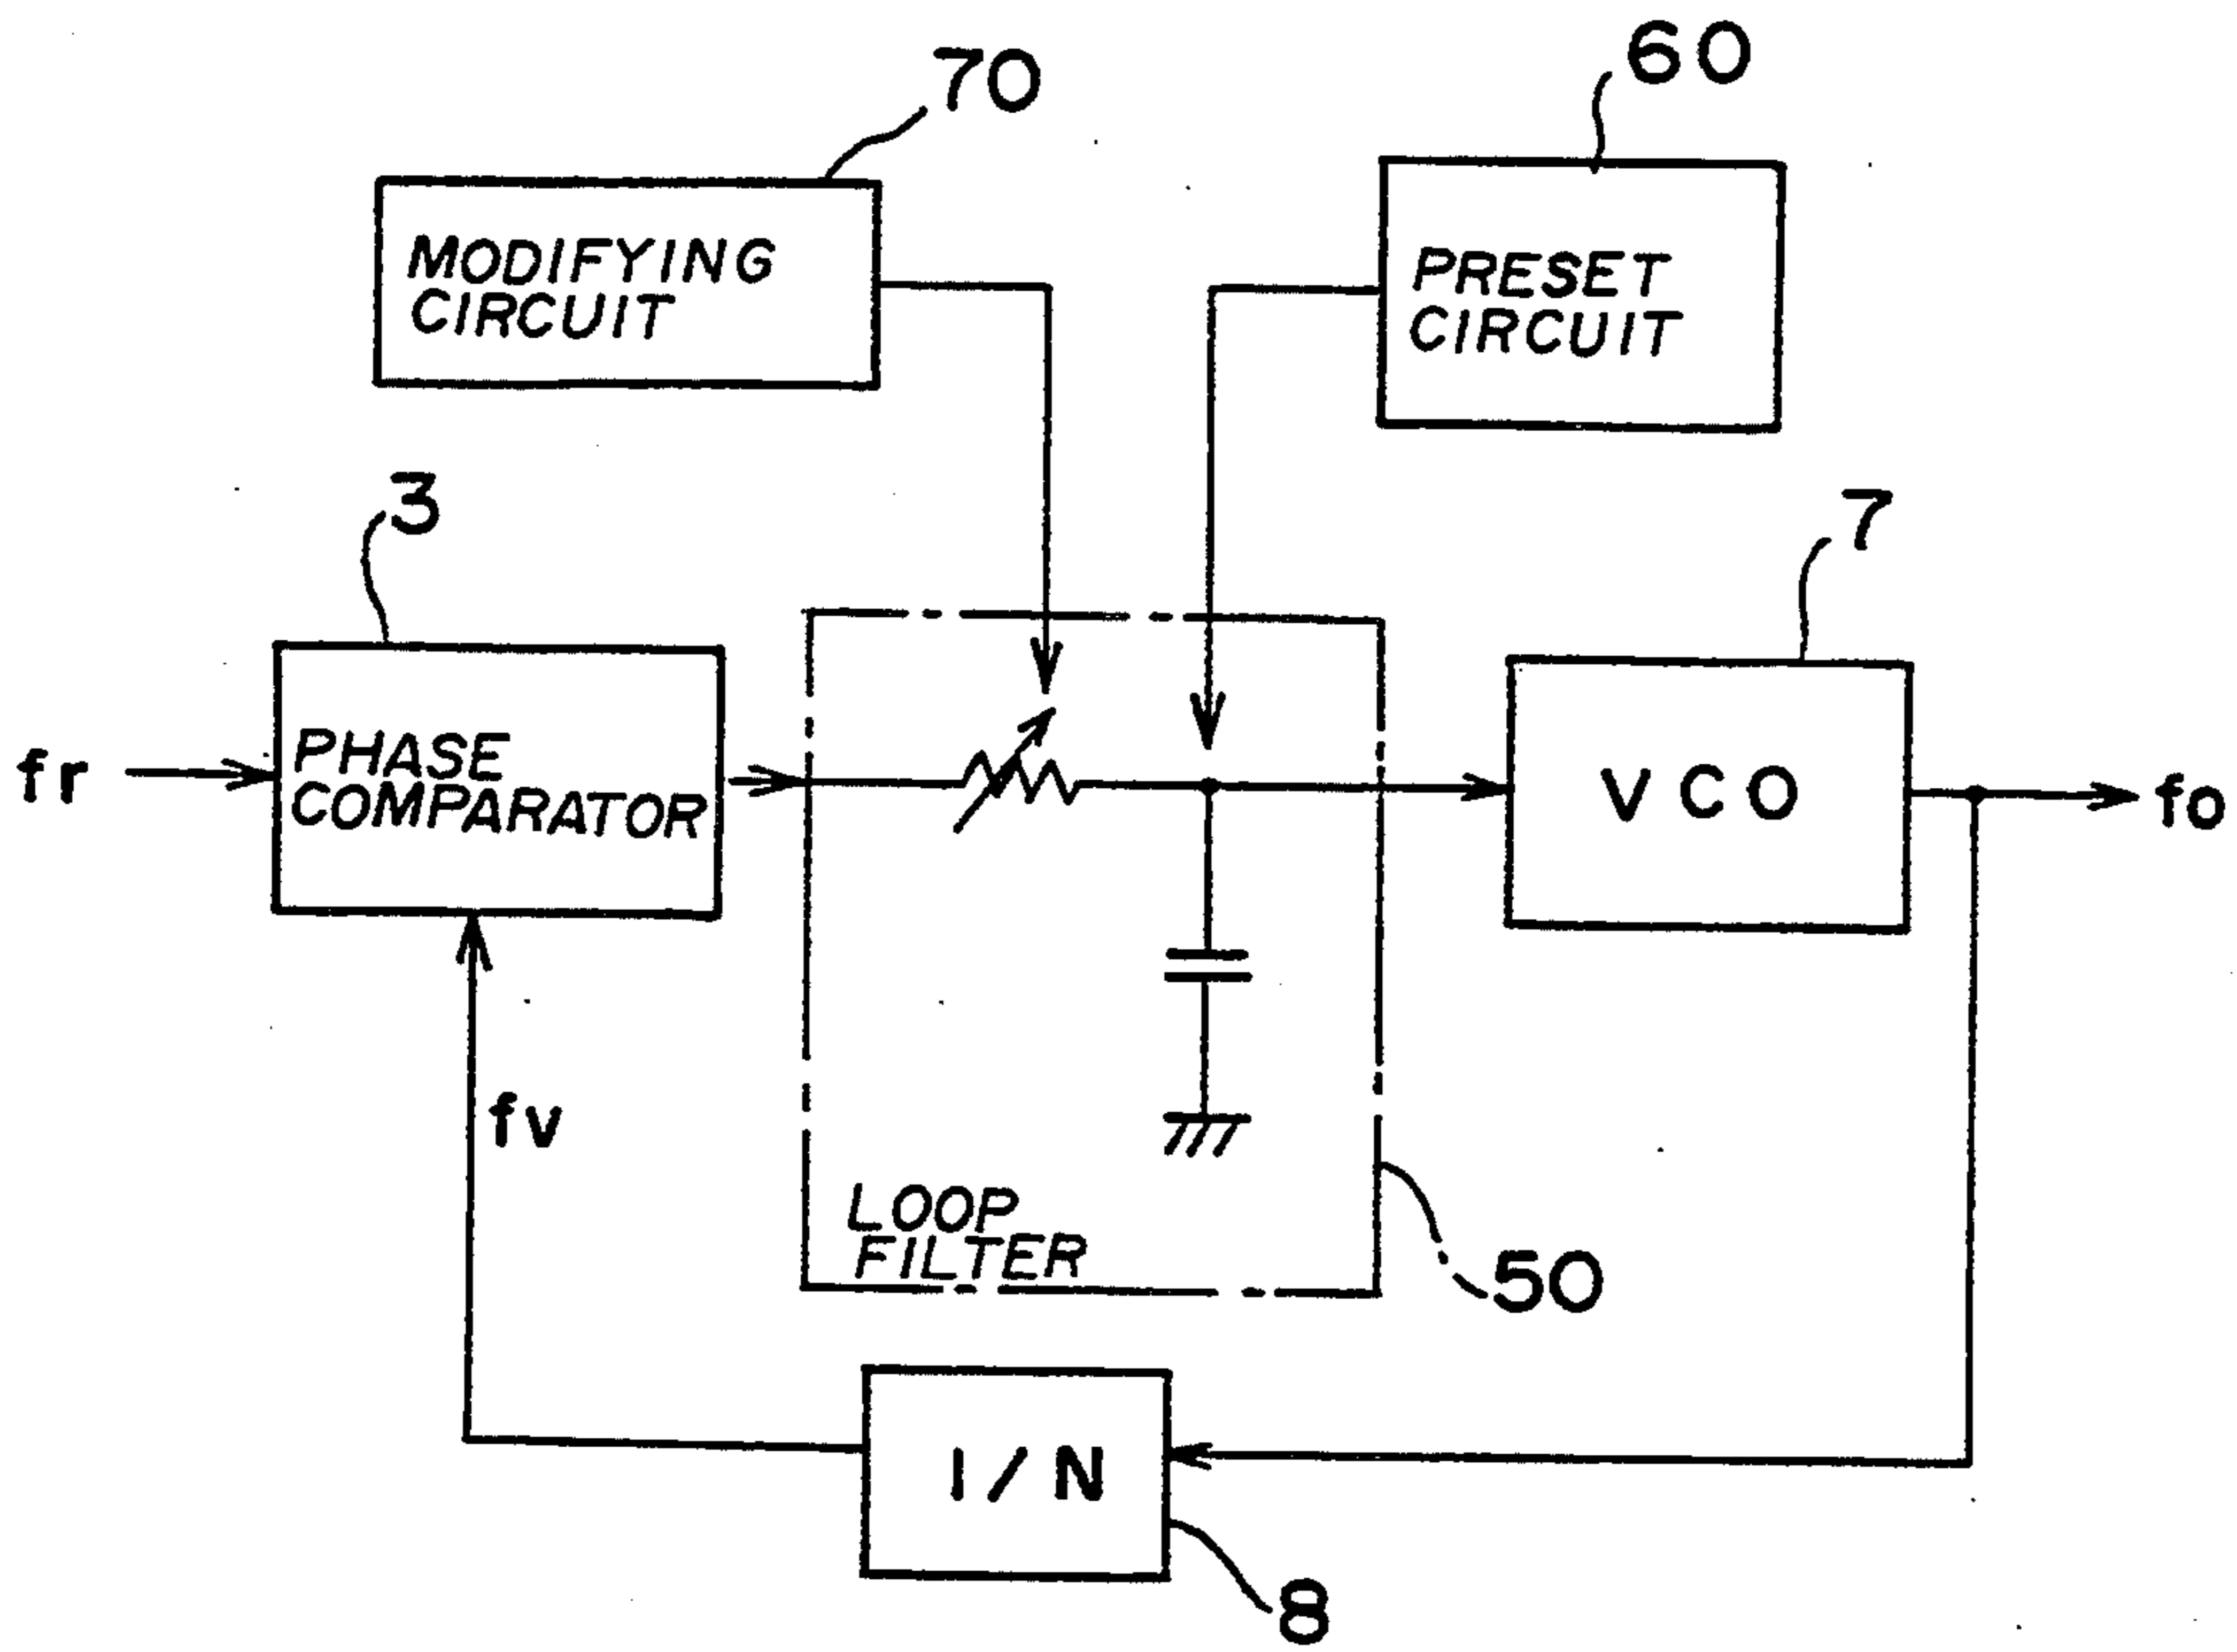 70
60
MODIFYING
CIRCUIT
PRESET
CIRCUIT
3
7
fr
PHASE
COMPARATOR
VCO
fo
fv
LOOP
FILTER
50
1/N
8